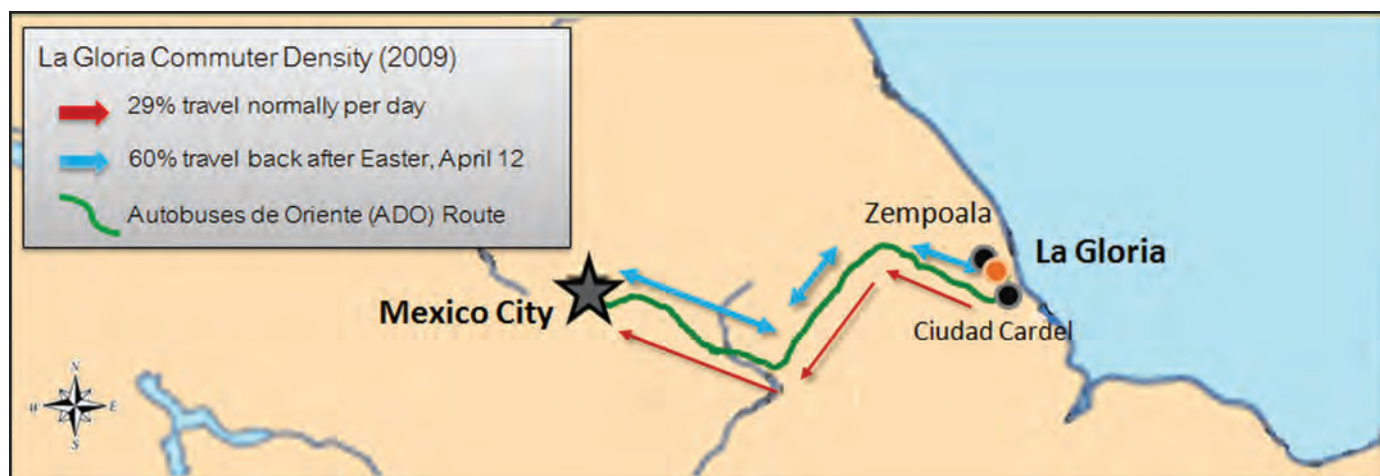 La Gloria Commuter Density (2009)
29% travel normally per day
60% travel back after Easter, April 12
Autobuses de Oriente (ADO) Route
Zempoala
La Gloria
Mexico City
Ciudad Cardel
N
W E
S